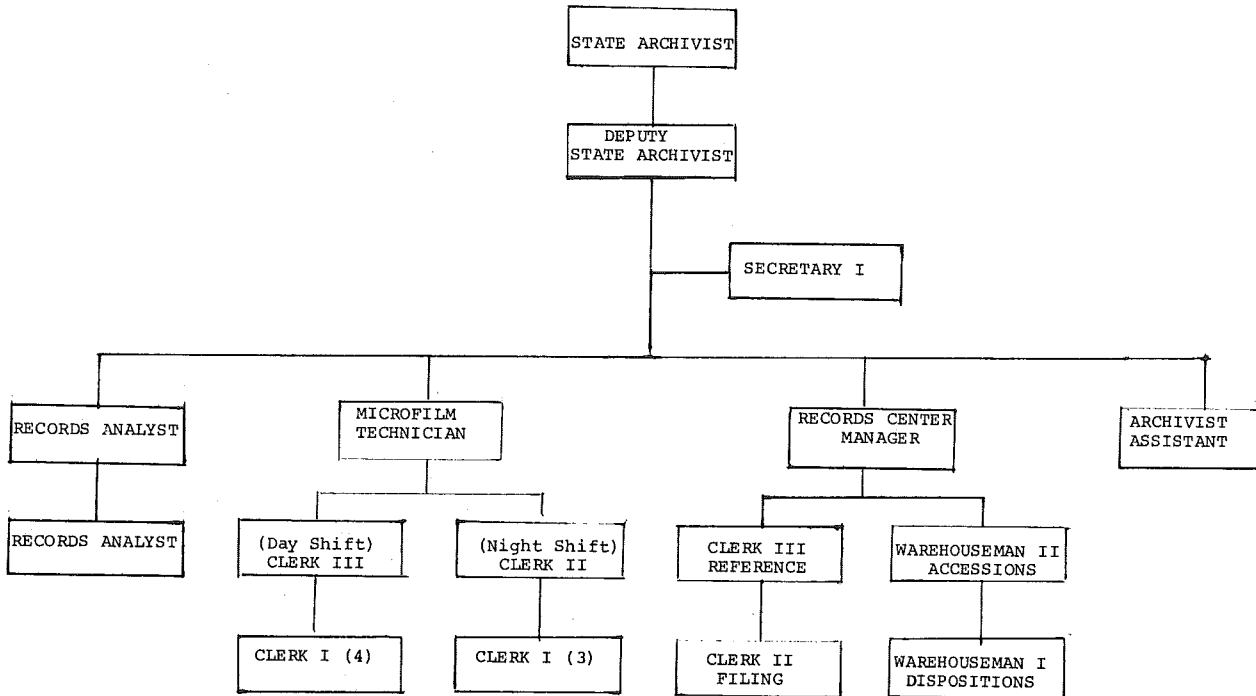 STATE ARCHIVIST
DEPUTY
STATE ARCHIVIST
SECRETARY I
RECORDS ANALYST
MICROFILM
TECHNICIAN
RECORDS CENTER
MANAGER
ARCHIVIST
ASSISTANT
RECORDS ANALYST
(Day Shift)
CLERK III
(Night Shift)
CLERK II
CLERK III
REFERENCE
WAREHOUSEMAN II
ACCESSIONS
CLERK I (4)
CLERK I (3)
CLERK II
FILING
WAREHOUSEMAN I
DISPOSITIONS